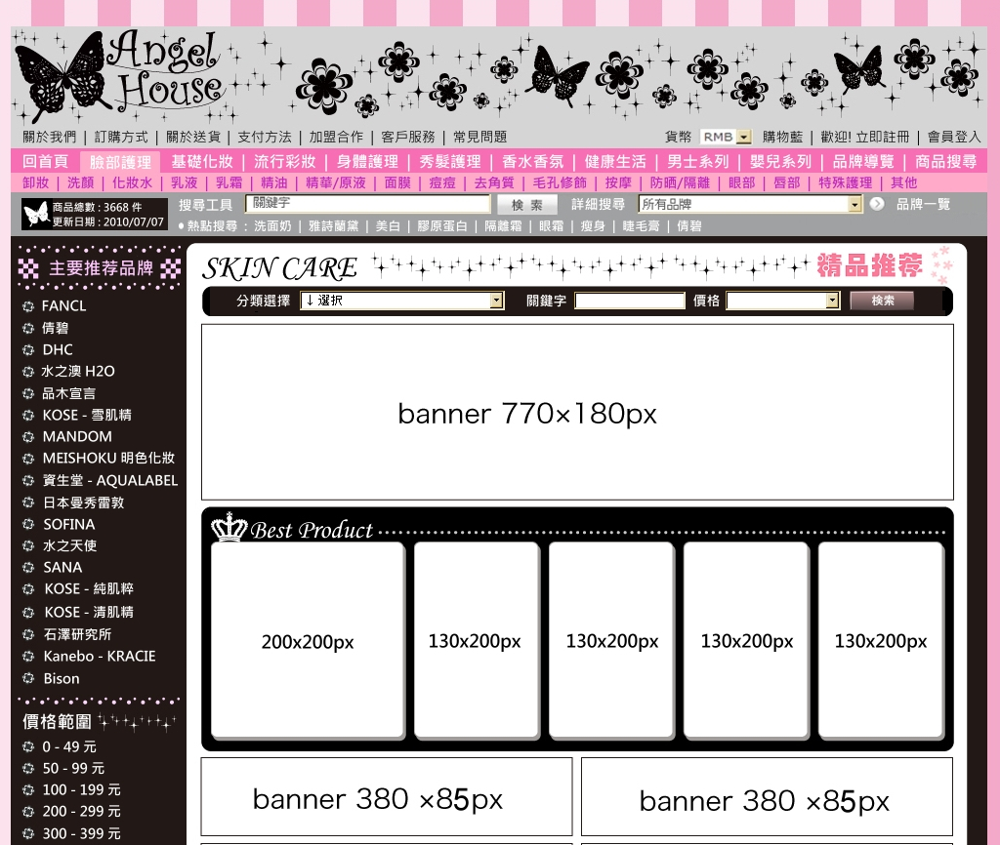 Angel
House
關於我們 | 訂購方式 | 關於送貨 | 支付方法 | 加盟合作 | 客戶服務 | 常見問題
貨幣 RMB 購物籃 | 歡迎! 立即註冊 | 會員登入
回首頁 臉部護理 基礎化妝 | 流行彩妝 | 身體護理 | 秀髮護理 | 香水香氛 | 健康生活 | 男士系列 | 嬰兒系列 | 品牌導覽 | 商品搜尋
卸妝 | 洗顏 | 化妝水 | 乳液 | 乳霜 | 精油 | 精華/原液 | 面膜 | 痘痘 | 去角質 | 毛孔修飾 | 按摩 | 防晒/隔離 | 眼部 | 唇部 | 特殊護理 | 其他
商品總數 : 3668 件
更新日期 : 2010/07/07
搜尋工具 關鍵字 検 索 詳細搜尋 所有品牌 品牌一覽
●熱點搜尋 : 洗面奶 | 雅詩蘭黛 | 美白 | 膠原蛋白 | 隔離霜 | 眼霜 | 瘦身 | 睫毛膏 | 倩碧
主要推荐品牌
FANCL
倩碧
DHC
水之澳 H2O
品木宣言
KOSE - 雪肌精
MANDOM
MEISHOKU 明色化妝
資生堂 - AQUALABEL
日本曼秀雷敦
SOFINA
水之天使
SANA
KOSE - 純肌粹
KOSE - 清肌精
石澤研究所
Kanebo - KRACIE
Bison
價格範圍
0 - 49 元
50 - 99 元
100 - 199 元
200 - 299 元
300 - 399 元
SKIN CARE 精品推荐
分類選擇 ↓ 選択 關鍵字 價格 検索
banner 770×180px
Best Product
200x200px 130x200px 130x200px 130x200px 130x200px
banner 380 ×85px banner 380 ×85px